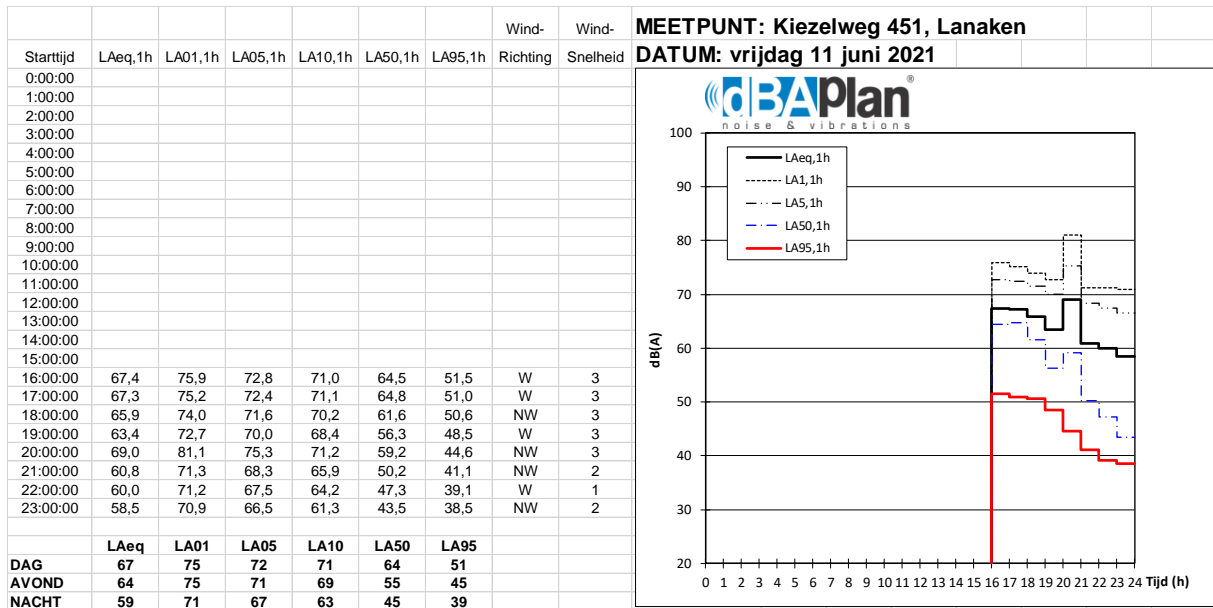 Wind- Wind- MEETPUNT: Kiezelweg 451, Lanaken
Starttijd LAeq,1h LA01,1h LA05,1h LA10,1h LA50,1h LA95,1h Richting Snelheid DATUM: vrijdag 11 juni 2021
0:00:00
1:00:00
2:00:00
3:00:00
4:00:00
5:00:00
6:00:00
7:00:00
8:00:00
9:00:00
10:00:00
11:00:00
12:00:00
13:00:00
14:00:00
15:00:00
16:00:00 67,4 75,9 72,8 71,0 64,5 51,5 W 3
17:00:00 67,3 75,2 72,4 71,1 64,8 51,0 W 3
18:00:00 65,9 74,0 71,6 70,2 61,6 50,6 NW 3
19:00:00 63,4 72,7 70,0 68,4 56,3 48,5 W 3
20:00:00 69,0 81,1 75,3 71,2 59,2 44,6 NW 3
21:00:00 60,8 71,3 68,3 65,9 50,2 41,1 NW 2
22:00:00 60,0 71,2 67,5 64,2 47,3 39,1 W 1
23:00:00 58,5 70,9 66,5 61,3 43,5 38,5 NW 2
LAeq LA01 LA05 LA10 LA50 LA95
DAG 67 75 72 71 64 51
AVOND 64 75 71 69 55 45
NACHT 59 71 67 63 45 39
dBAPlan®
noise & vibrations
100
90
80
70
60
50
40
30
20
dB(A)
LAeq,1h
LA1,1h
LA5,1h
LA50,1h
LA95,1h
0 1 2 3 4 5 6 7 8 9 10 11 12 13 14 15 16 17 18 19 20 21 22 23 24 Tijd (h)